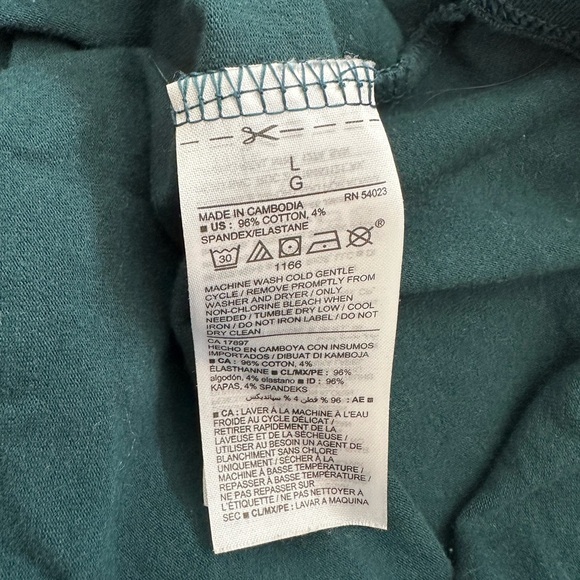 L
G
RN 54023
MADE IN CAMBODIA
■ US : 96% COTTON, 4%
SPANDEX/ELASTANE
30
®
1166
MACHINE WASH COLD GENTLE
CYCLE / REMOVE PROMPTLY FROM
WASHER AND DRYER / ONLY
NON-CHLORINE BLEACH WHEN
NEEDED / TUMBLE DRY LOW / COOL
IRON / DO NOT IRON LABEL / DO NOT
DRY CLEAN
CA 17897
HECHO EN CAMBOYA CON INSUMOS
IMPORTADOS / DIBUAT DI KAMBOJA
■ CA : 96% COTON, 4%
ÉLASTHANNE ■ CL/MX/PE : 96%
algodón, 4% elastano ■ ID : 96%
KAPAS, 4% SPANDEKS
■ AE : 96 % قطن 4 % سباندیكس
■ CA : LAVER À LA MACHINE À L'EAU
FROIDE AU CYCLE DÉLICAT /
RETIRER RAPIDEMENT DE LA
LAVEUSE ET DE LA SÉCHEUSE /
UTILISER AU BESOIN UN AGENT DE
BLANCHIMENT SANS CHLORE
UNIQUEMENT / SÉCHER À LA
MACHINE À BASSE TEMPÉRATURE /
REPASSER À BASSE TEMPÉRATURE /
NE PAS REPASSER SUR
L'ÉTIQUETTE / NE PAS NETTOYER À
SEC ■ CL/MX/PE : LAVAR A MAQUINA